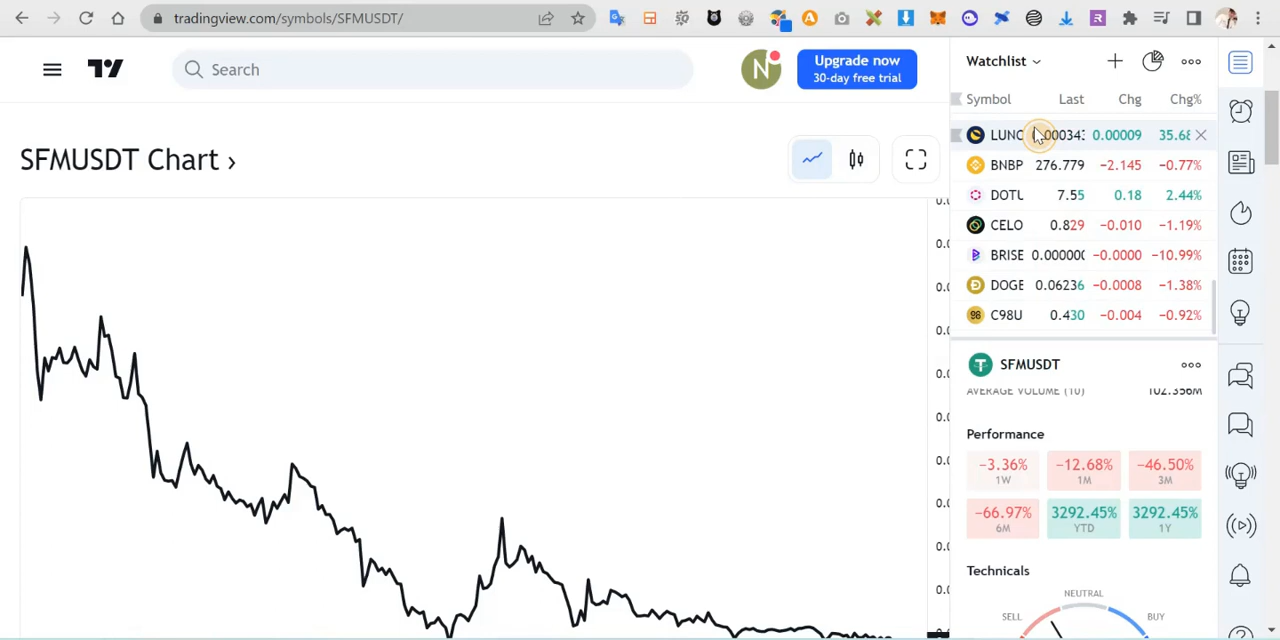 tradingview.com/symbols/SFMUSDT/
Search
N
Upgrade now
30-day free trial
SFMUSDT Chart ›
Watchlist
Symbol Last Chg Chg%
LUNC 0.00009 35.68
BNBP 276.779 −2.145 −0.77%
DOTU 7.55 0.18 2.44%
CELO 0.829 −0.010 −1.19%
BRISE 0.000000 −0.0000 −10.99%
DOGE 0.06236 −0.0008 −1.38%
98 C98U 0.430 −0.004 −0.92%
SFMUSDT
AVERAGE VOLUME (10) 102.356M
Performance
−3.36% −12.68% −46.50%
1W 1M 3M
−66.97% 3292.45% 3292.45%
6M YTD 1Y
Technicals
NEUTRAL
SELL BUY